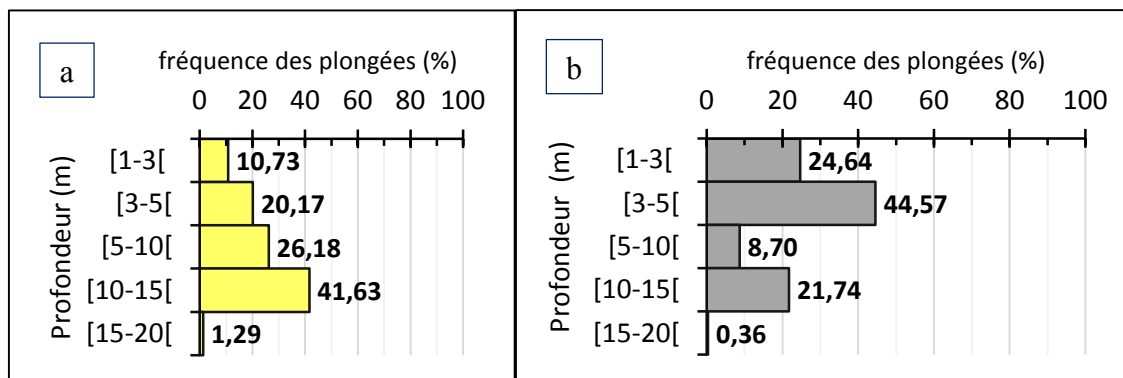 a
fréquence des plongées (%)
0 20 40 60 80 100
Profondeur (m)
[1-3[ 10,73
[3-5[ 20,17
[5-10[ 26,18
[10-15[ 41,63
[15-20[ 1,29
b
fréquence des plongées (%)
0 20 40 60 80 100
Profondeur (m)
[1-3[ 24,64
[3-5[ 44,57
[5-10[ 8,70
[10-15[ 21,74
[15-20[ 0,36